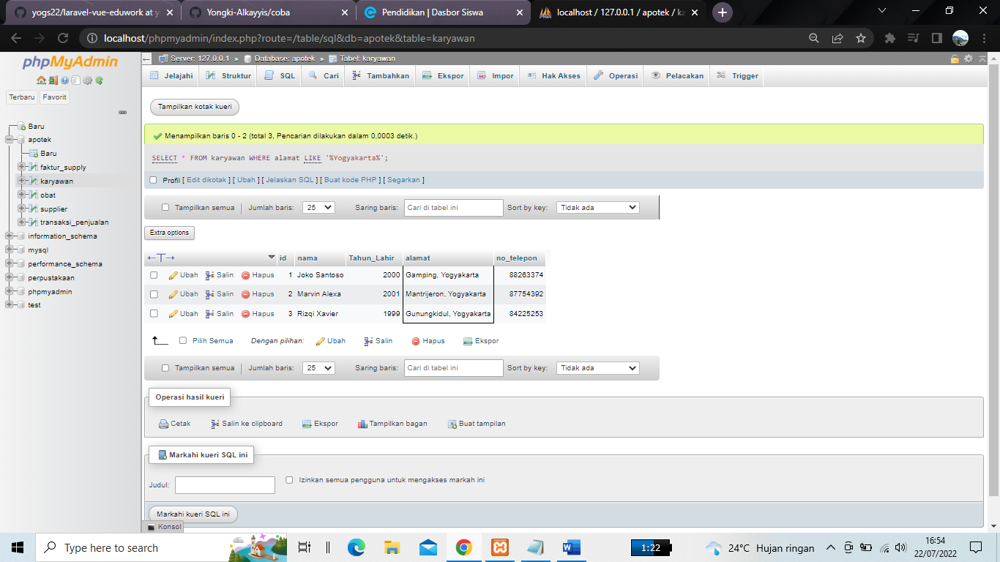 yogs22/laravel-vue-eduwork at y
Yongki-Alkayyis/coba
Pendidikan | Dasbor Siswa
localhost / 127.0.0.1 / apotek / ka
localhost/phpmyadmin/index.php?route=/table/sql&db=apotek&table=karyawan
phpMyAdmin
Terbaru Favorit
Baru
apotek
Baru
faktur_supply
karyawan
obat
supplier
transaksi_penjualan
information_schema
mysql
performance_schema
perpustakaan
phpmyadmin
test
Server: 127.0.0.1 » Database: apotek » Tabel: karyawan
Jelajahi Struktur SQL Cari Tambahkan Ekspor Impor Hak Akses Operasi Pelacakan Trigger
Tampilkan kotak kueri
Menampilkan baris 0 - 2 (total 3, Pencarian dilakukan dalam 0,0003 detik.)
SELECT * FROM karyawan WHERE alamat LIKE '%Yogyakarta%';
Profil [ Edit dikotak ] [ Ubah ] [ Jelaskan SQL ] [ Buat kode PHP ] [ Segarkan ]
Tampilkan semua Jumlah baris: 25 Saring baris: Cari di tabel ini Sort by key: Tidak ada
Extra options
id nama Tahun_Lahir alamat no_telepon
Ubah Salin Hapus 1 Joko Santoso 2000 Gamping, Yogyakarta 88263374
Ubah Salin Hapus 2 Marvin Alexa 2001 Mantrijeron, Yogyakarta 87754392
Ubah Salin Hapus 3 Rizqi Xavier 1999 Gunungkidul, Yogyakarta 84225253
Pilih Semua Dengan pilihan: Ubah Salin Hapus Ekspor
Tampilkan semua Jumlah baris: 25 Saring baris: Cari di tabel ini Sort by key: Tidak ada
Operasi hasil kueri
Cetak Salin ke clipboard Ekspor Tampilkan bagan Buat tampilan
Markahi kueri SQL ini
Judul: Izinkan semua pengguna untuk mengakses markah ini
Markahi kueri SQL ini
Konsol
Type here to search
1:22
24°C Hujan ringan
16:54
22/07/2022